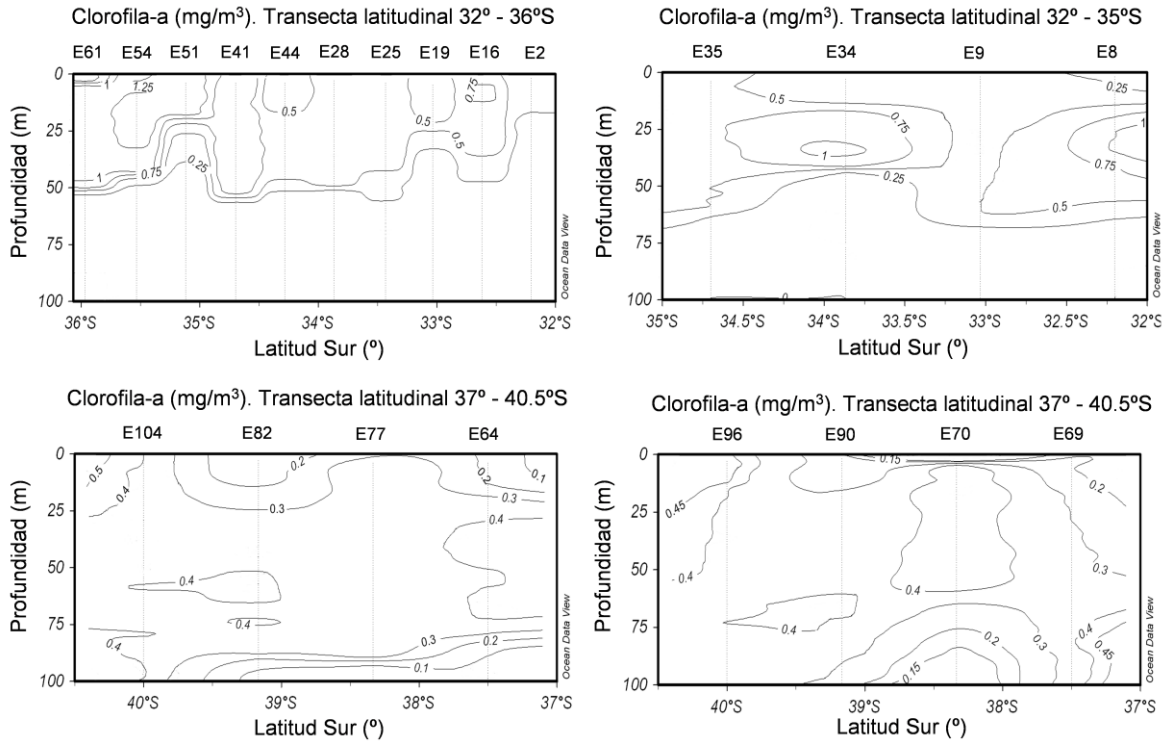 Clorofila-a (mg/m³). Transecta latitudinal 32º - 36ºS
E61 E54 E51 E41 E44 E28 E25 E19 E16 E2
Profundidad (m)
0
25
50
75
100
1
1.25
0.5
0.5
0.75
0.5
0.25
0.75
1
36°S 35°S 34°S 33°S 32°S
Latitud Sur (º)
Ocean Data View
Clorofila-a (mg/m³). Transecta latitudinal 32º - 35ºS
E35 E34 E9 E8
Profundidad (m)
0
25
50
75
100
0.5
0.25
0.75
1
1
0.75
0.25
0.5
0
35°S 34.5°S 34°S 33.5°S 33°S 32.5°S 32°S
Latitud Sur (º)
Ocean Data View
Clorofila-a (mg/m³). Transecta latitudinal 37º - 40.5ºS
E104 E82 E77 E64
Profundidad (m)
0
25
50
75
100
0.5
0.4
0.2
0.3
0.2
0.1
0.3
0.4
0.4
0.4
0.4
0.4
0.3
0.2
0.1
40°S 39°S 38°S 37°S
Latitud Sur (º)
Ocean Data View
Clorofila-a (mg/m³). Transecta latitudinal 37º - 40.5ºS
E96 E90 E70 E69
Profundidad (m)
0
25
50
75
100
0.15
0.45
0.2
0.4
0.4
0.3
0.4
0.4
0.2
0.3
0.45
0.15
40°S 39°S 38°S 37°S
Latitud Sur (º)
Ocean Data View